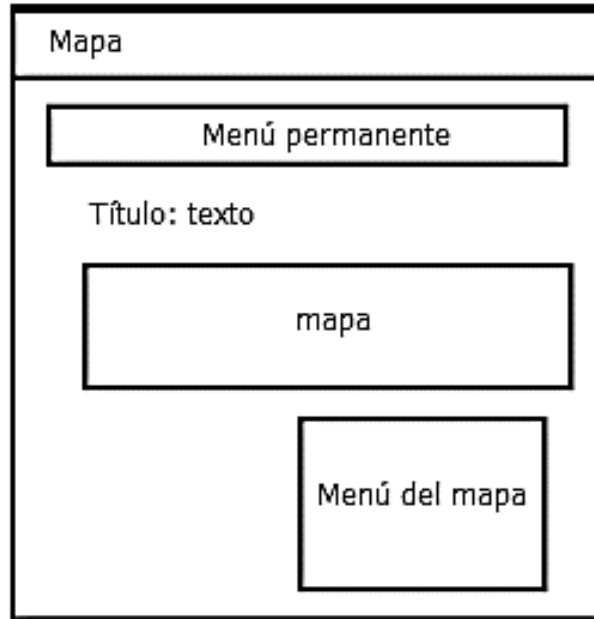 Mapa
Menú permanente
Título: texto
mapa
Menú del mapa